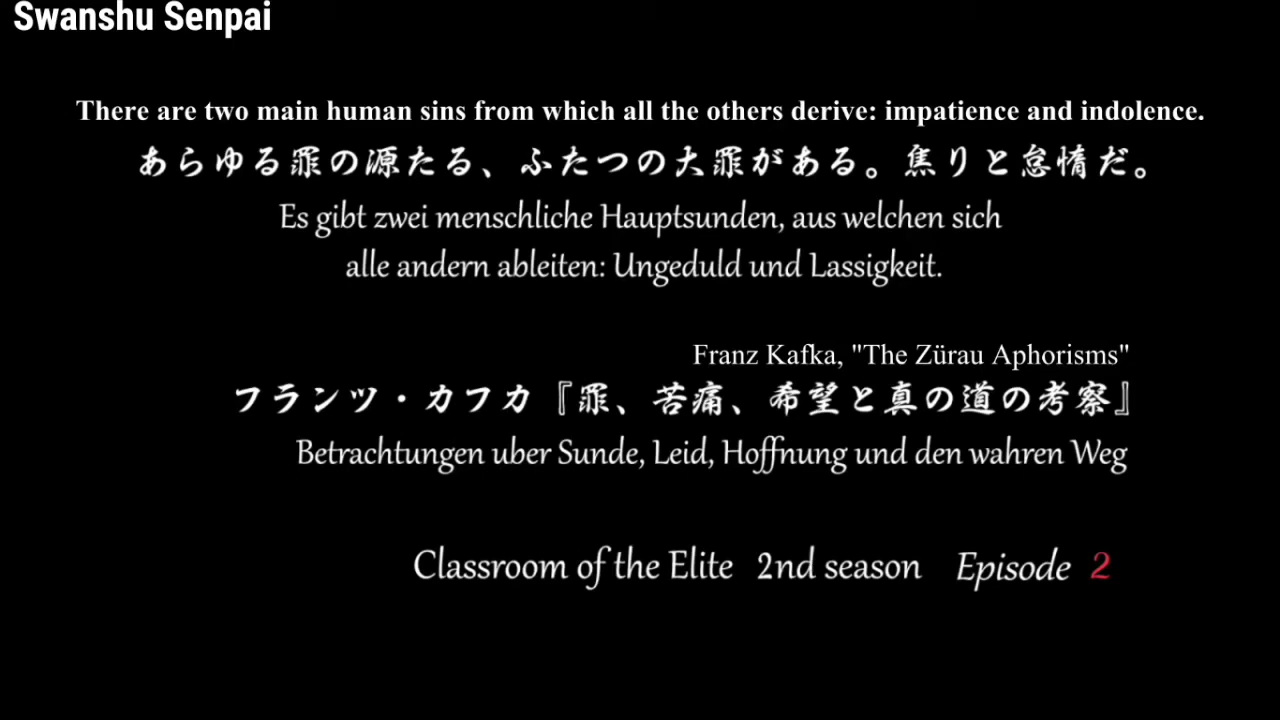 Swanshu Senpai
There are two main human sins from which all the others derive: impatience and indolence.
あらゆる罪の源たる、ふたつの大罪がある。焦りと怠惰だ。
Es gibt zwei menschliche Hauptsunden, aus welchen sich
alle andern ableiten: Ungeduld und Lassigkeit.
Franz Kafka, "The Zürau Aphorisms"
フランツ・カフカ『罪、苦痛、希望と真の道の考察』
Betrachtungen uber Sunde, Leid, Hoffnung und den wahren Weg
Classroom of the Elite 2nd season Episode 2